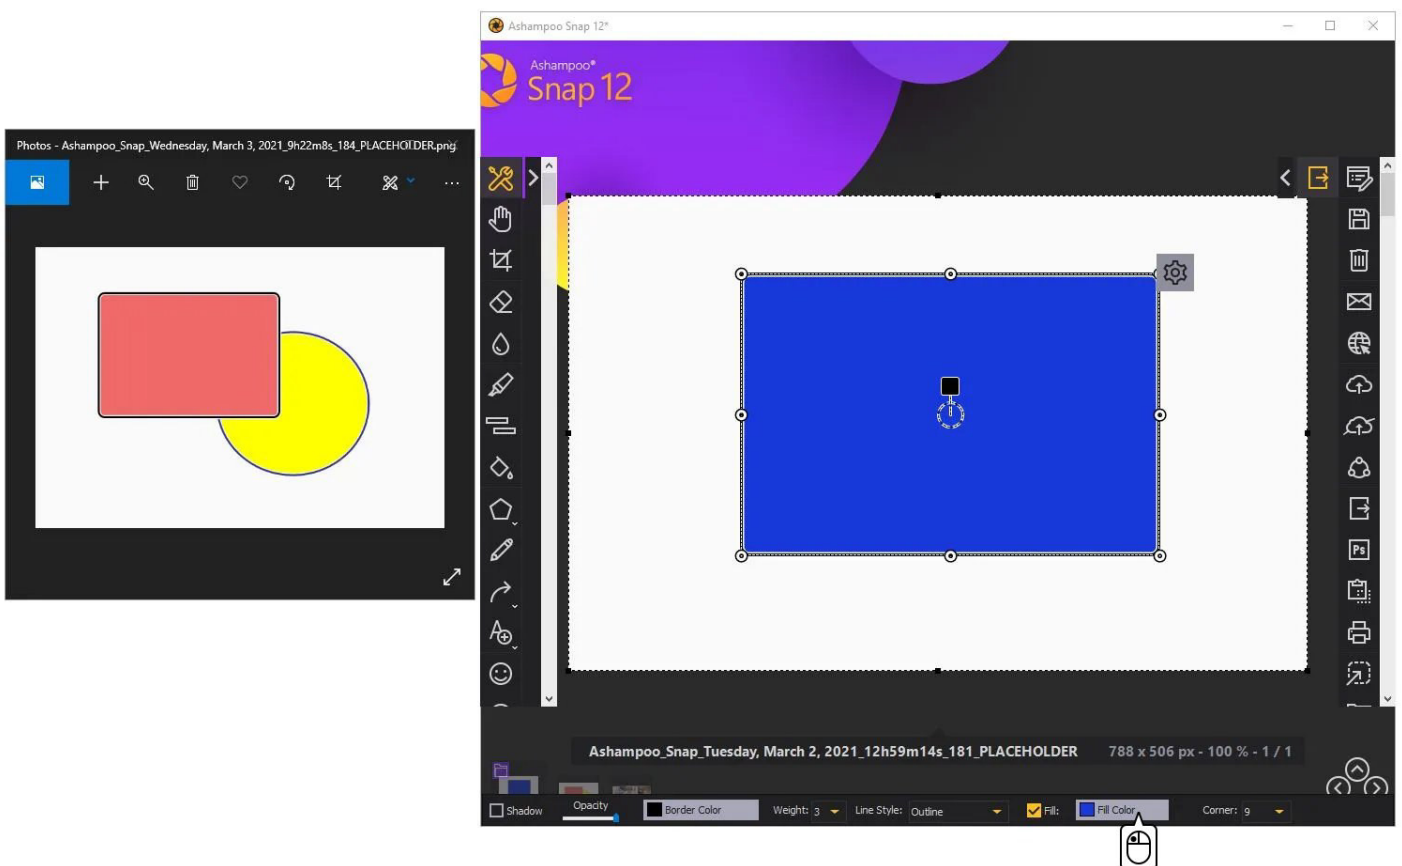 Ashampoo Snap 12*
Ashampoo®
Snap 12
Photos - Ashampoo_Snap_Wednesday, March 3, 2021_9h22m8s_184_PLACEHOLDER.png
Ps
Ashampoo_Snap_Tuesday, March 2, 2021_12h59m14s_181_PLACEHOLDER 788 x 506 px - 100 % - 1 / 1
Shadow Opacity Border Color Weight: 3 Line Style: Outline Fill: Fill Color Corner: 9